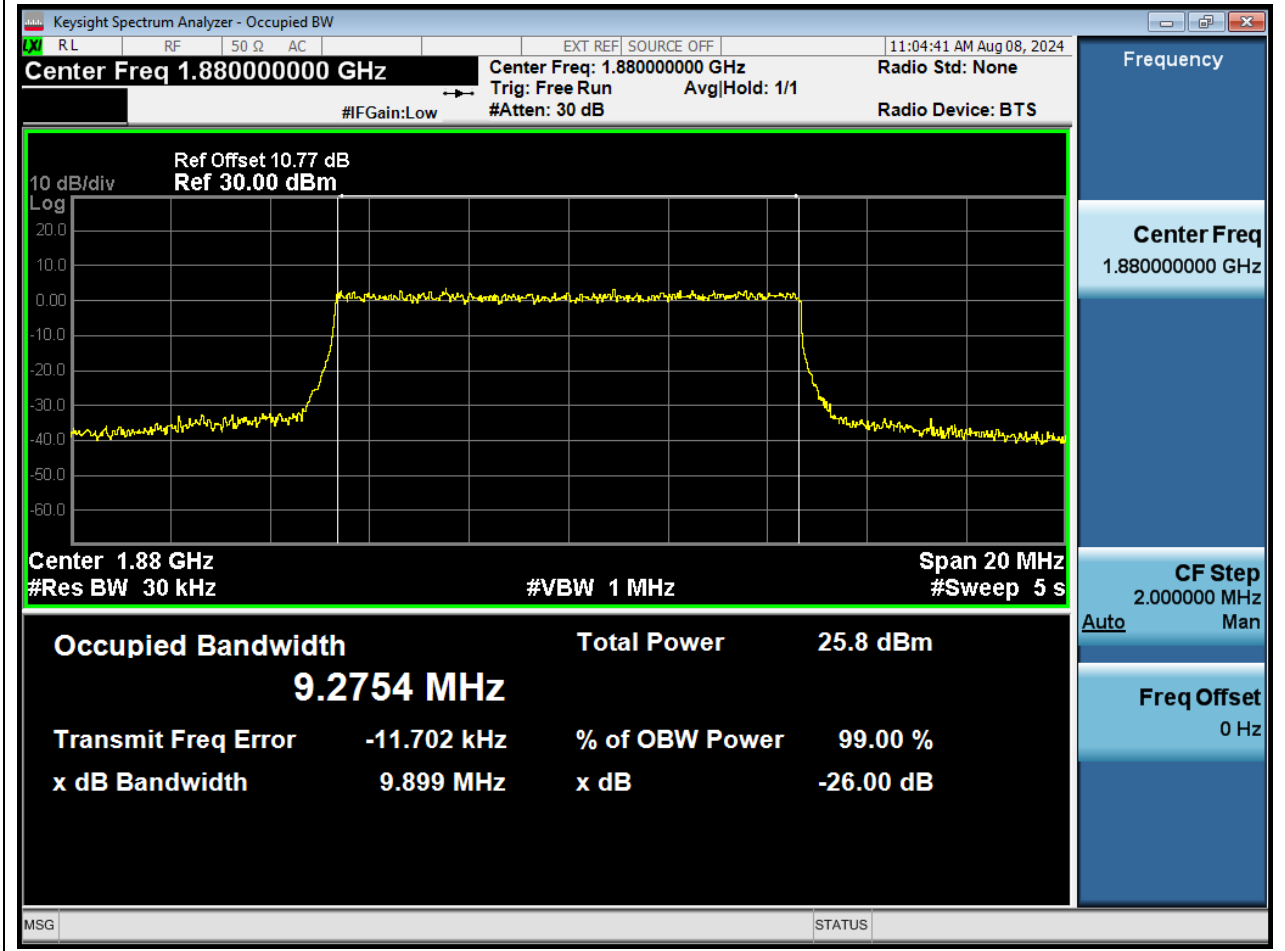 Keysight Spectrum Analyzer - Occupied BW
LXI RL RF 50 Ω AC EXT REF SOURCE OFF 11:04:41 AM Aug 08, 2024
Center Freq 1.880000000 GHz Center Freq: 1.880000000 GHz Radio Std: None
Trig: Free Run Avg|Hold: 1/1
#IFGain:Low #Atten: 30 dB Radio Device: BTS
Ref Offset 10.77 dB
10 dB/div Ref 30.00 dBm
Log
20.0
10.0
0.00
-10.0
-20.0
-30.0
-40.0
-50.0
-60.0
Center 1.88 GHz Span 20 MHz
#Res BW 30 kHz #VBW 1 MHz #Sweep 5 s
Occupied Bandwidth Total Power 25.8 dBm
9.2754 MHz
Transmit Freq Error -11.702 kHz % of OBW Power 99.00 %
x dB Bandwidth 9.899 MHz x dB -26.00 dB
Frequency
Center Freq
1.880000000 GHz
CF Step
2.000000 MHz
Auto Man
Freq Offset
0 Hz
MSG STATUS